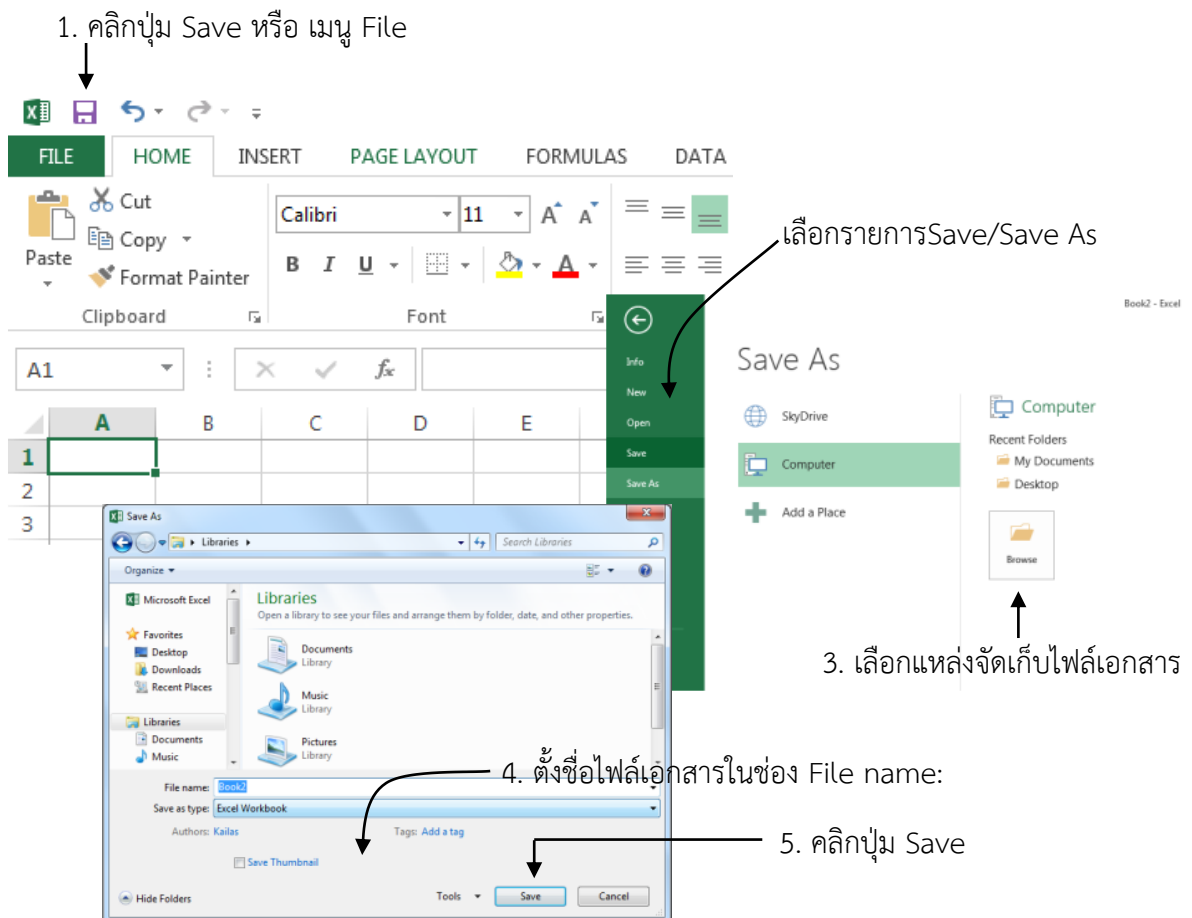 1. คลิกปุ่ม Save หรือ เมนู File
FILE HOME INSERT PAGE LAYOUT FORMULAS DATA
Cut
Copy
Format Painter
Paste
Clipboard
Calibri 11 A A
B I U A
Font
เลือกรายการSave/Save As
A1 fx
A B C D E
1
2
3
Book2 - Excel
Info
New
Open
Save
Save As
Save As
SkyDrive
Computer
Add a Place
Computer
Recent Folders
My Documents
Desktop
Browse
3. เลือกแหล่งจัดเก็บไฟล์เอกสาร
Save As
Libraries
Search Libraries
Organize
Microsoft Excel
Favorites
Desktop
Downloads
Recent Places
Libraries
Documents
Music
Libraries
Open a library to see your files and arrange them by folder, date, and other properties.
Documents
Library
Music
Library
Pictures
Library
4. ตั้งชื่อไฟล์เอกสารในช่อง File name:
File name: Book2
Save as type: Excel Workbook
Authors: Kailas Tags: Add a tag
Save Thumbnail
5. คลิกปุ่ม Save
Hide Folders Tools Save Cancel